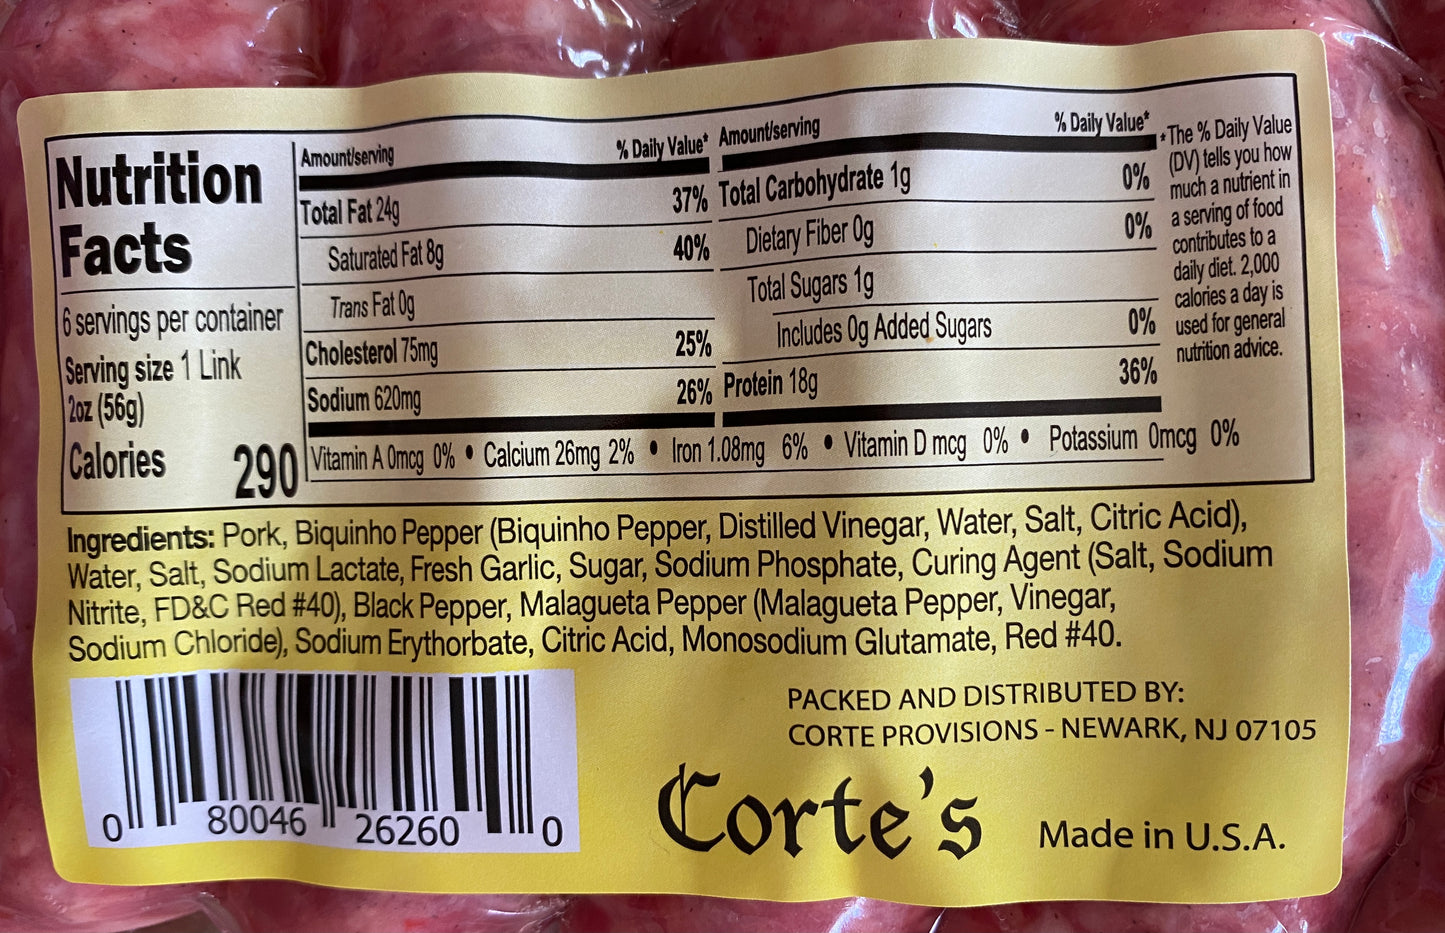 Nutrition
Facts
6 servings per container
Serving size 1 Link
2oz (56g)
Calories 290
Amount/serving % Daily Value*
Total Fat 24g 37%
Saturated Fat 8g 40%
Trans Fat 0g
Cholesterol 75mg 25%
Sodium 620mg 26%
Amount/serving % Daily Value*
Total Carbohydrate 1g 0%
Dietary Fiber 0g 0%
Total Sugars 1g
Includes 0g Added Sugars 0%
Protein 18g 36%
Vitamin A 0mcg 0% • Calcium 26mg 2% • Iron 1.08mg 6% • Vitamin D mcg 0% • Potassium 0mcg 0%
*The % Daily Value
(DV) tells you how
much a nutrient in
a serving of food
contributes to a
daily diet. 2,000
calories a day is
used for general
nutrition advice.
Ingredients: Pork, Biquinho Pepper (Biquinho Pepper, Distilled Vinegar, Water, Salt, Citric Acid),
Water, Salt, Sodium Lactate, Fresh Garlic, Sugar, Sodium Phosphate, Curing Agent (Salt, Sodium
Nitrite, FD&C Red #40), Black Pepper, Malagueta Pepper (Malagueta Pepper, Vinegar,
Sodium Chloride), Sodium Erythorbate, Citric Acid, Monosodium Glutamate, Red #40.
0 80046 26260 0
PACKED AND DISTRIBUTED BY:
CORTE PROVISIONS - NEWARK, NJ 07105
Corte's
Made in U.S.A.